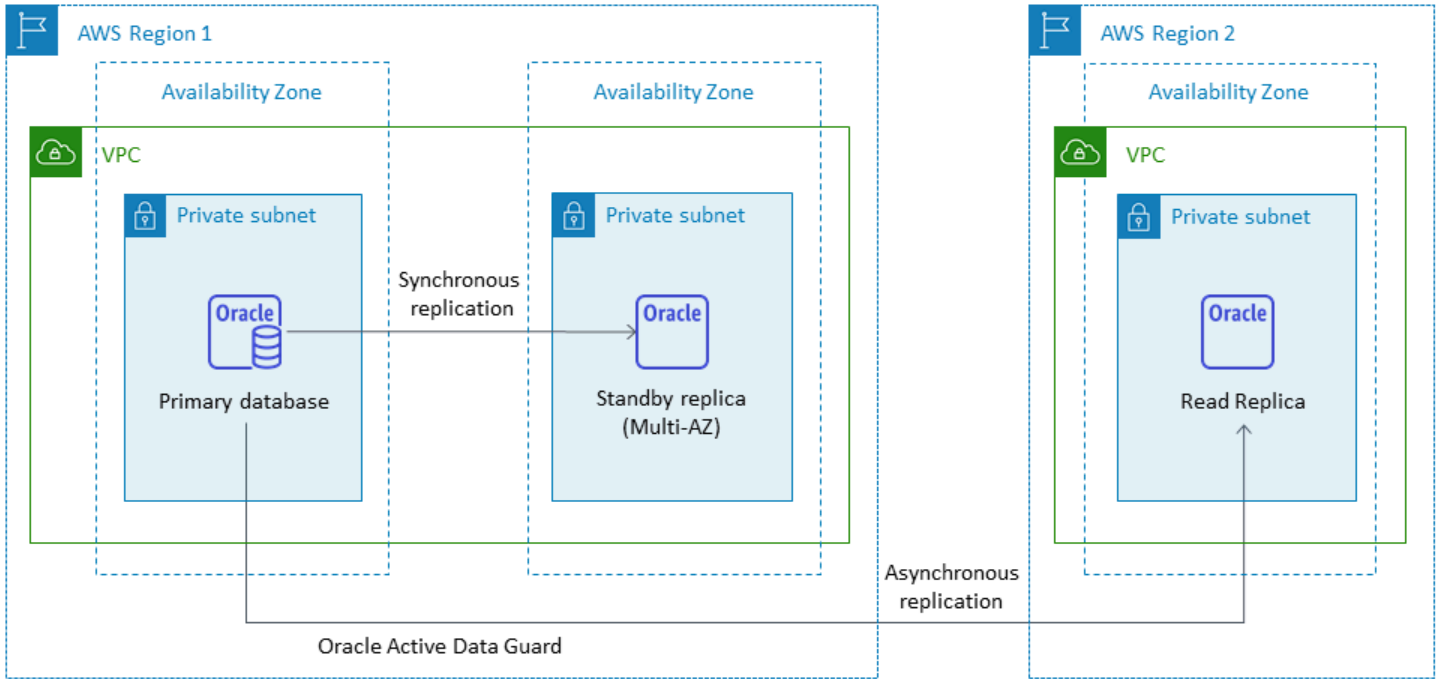 AWS Region 1
Availability Zone
Availability Zone
VPC
Private subnet
Private subnet
Oracle
Primary database
Synchronous
replication
Oracle
Standby replica
(Multi-AZ)
Oracle Active Data Guard
Asynchronous
replication
AWS Region 2
Availability Zone
VPC
Private subnet
Oracle
Read Replica